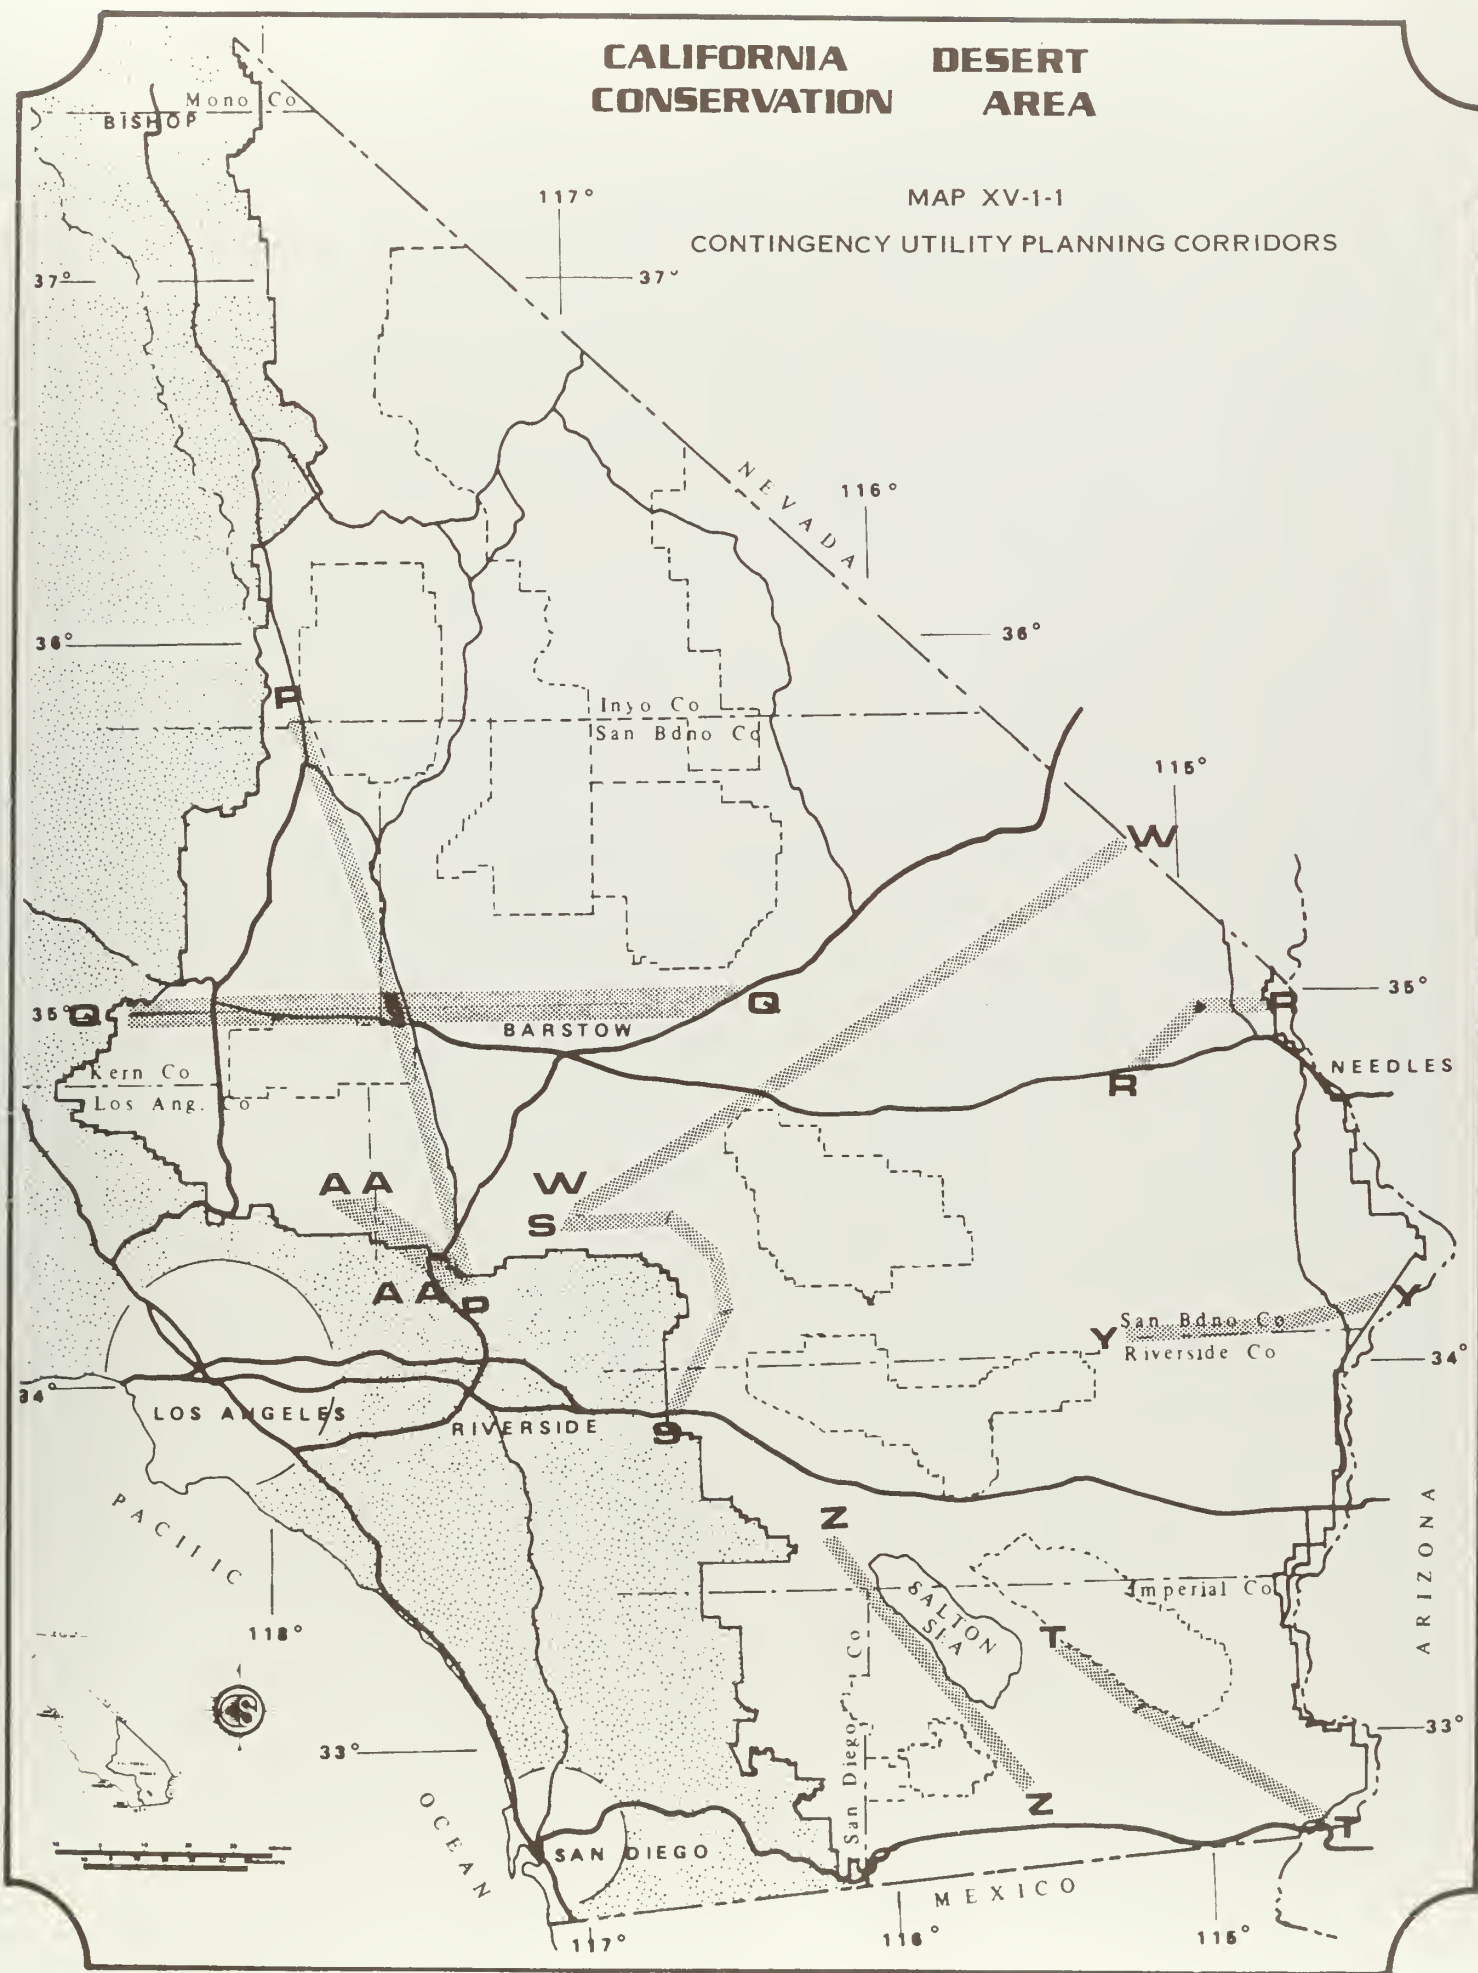 CALIFORNIA DESERT
CONSERVATION AREA
Mono Co
BISHOP
MAP XV-1-1
CONTINGENCY UTILITY PLANNING CORRIDORS
117°
37°
37°
NEVADA
116°
36°
36°
P
Inyo Co
San Bdno Co
115°
W
35°
Q
Q
BARSTOW
R
35°
R
NEEDLES
Kern Co
Los Ang. Co
AA
W
S
AA
P
Y
San Bdno Co
Y
Riverside Co
34°
34°
LOS ANGELES
RIVERSIDE
S
PACIFIC
Z
ARIZONA
Imperial Co
SALTON
SEA
118°
T
San Diego Co
33°
33°
OCEAN
Z
T
SAN DIEGO
MEXICO
117°
116°
115°